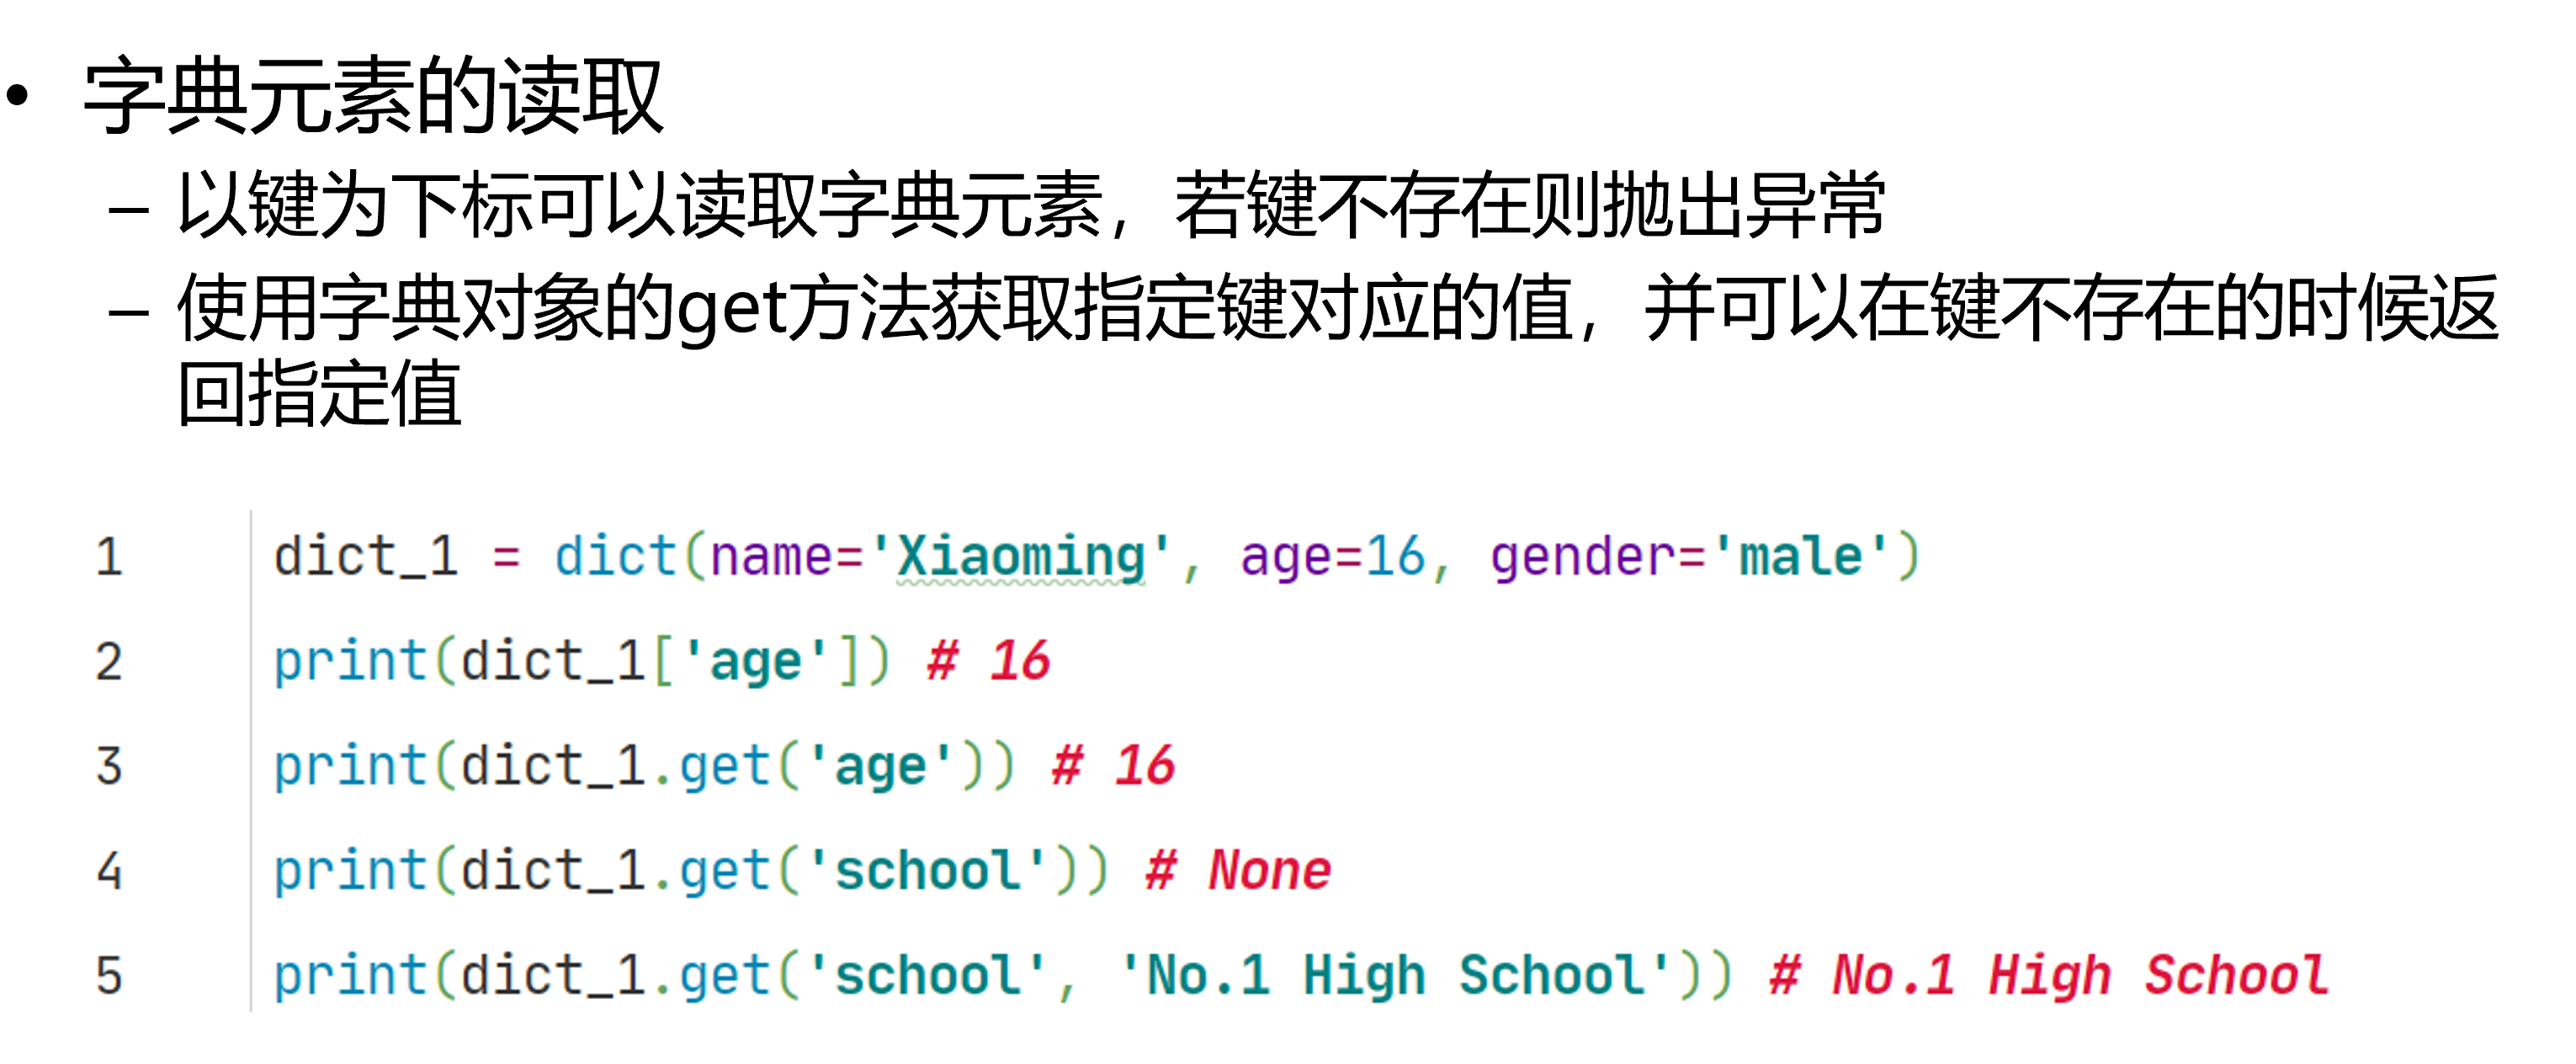 • 字典元素的读取
– 以键为下标可以读取字典元素，若键不存在则抛出异常
– 使用字典对象的get方法获取指定键对应的值，并可以在键不存在的时候返
回指定值
1 dict_1 = dict(name='Xiaoming', age=16, gender='male')
2 print(dict_1['age']) # 16
3 print(dict_1.get('age')) # 16
4 print(dict_1.get('school')) # None
5 print(dict_1.get('school', 'No.1 High School')) # No.1 High School